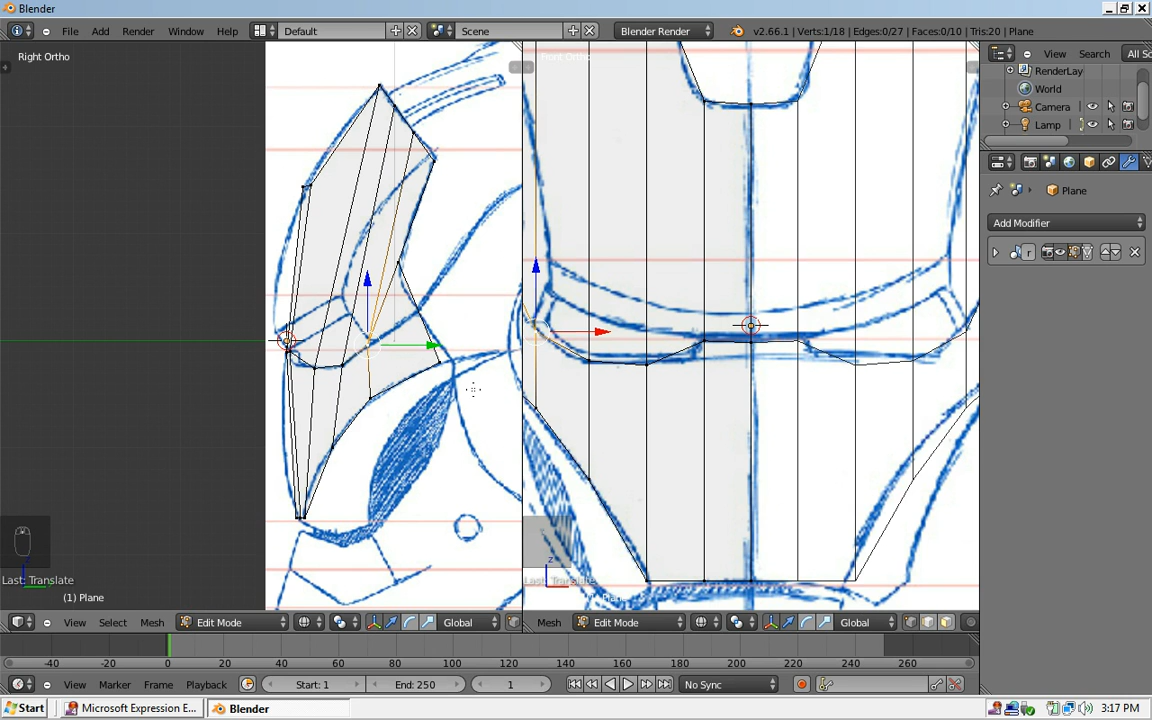 Blender
File Add Render Window Help Default Scene Blender Render v2.66.1 | Verts:1/18 | Edges:0/27 | Faces:0/10 | Tris:20 | Plane
Right Ortho
Front Ortho
View Search All Sc
RenderLay
World
Camera
Lamp
Plane
Add Modifier
r
Last: Translate
(1) Plane
z
Last: Translate
View Select Mesh Edit Mode Global
Mesh Edit Mode Global
-40 -20 0 20 40 60 80 100 120 140 160 180 200 220 240 260
View Marker Frame Playback Start: 1 End: 250 1 No Sync
Start Microsoft Expression E... Blender 3:17 PM